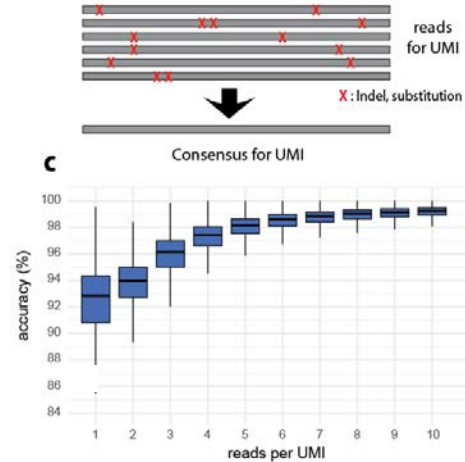 reads
for UMI
X : Indel, substitution
Consensus for UMI
c
accuracy (%)
100
98
96
94
92
90
88
86
84
1 2 3 4 5 6 7 8 9 10
reads per UMI